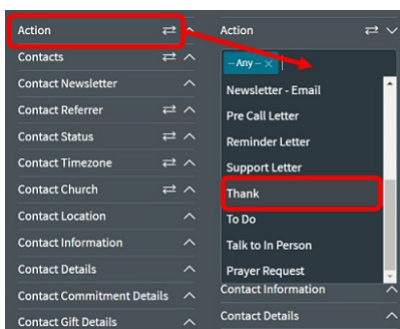 Action
Contacts
Contact Newsletter
Contact Referrer
Contact Status
Contact Timezone
Contact Church
Contact Location
Contact Information
Contact Details
Contact Commitment Details
Contact Gift Details
Action
-- Any -- ×
Newsletter - Email
Pre Call Letter
Reminder Letter
Support Letter
Thank
To Do
Talk to In Person
Prayer Request
Contact Information
Contact Details